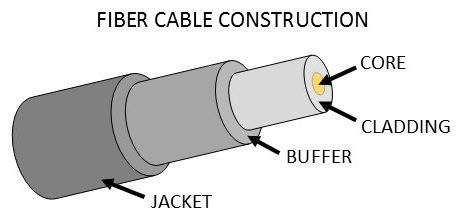 FIBER CABLE CONSTRUCTION
CORE
CLADDING
BUFFER
JACKET